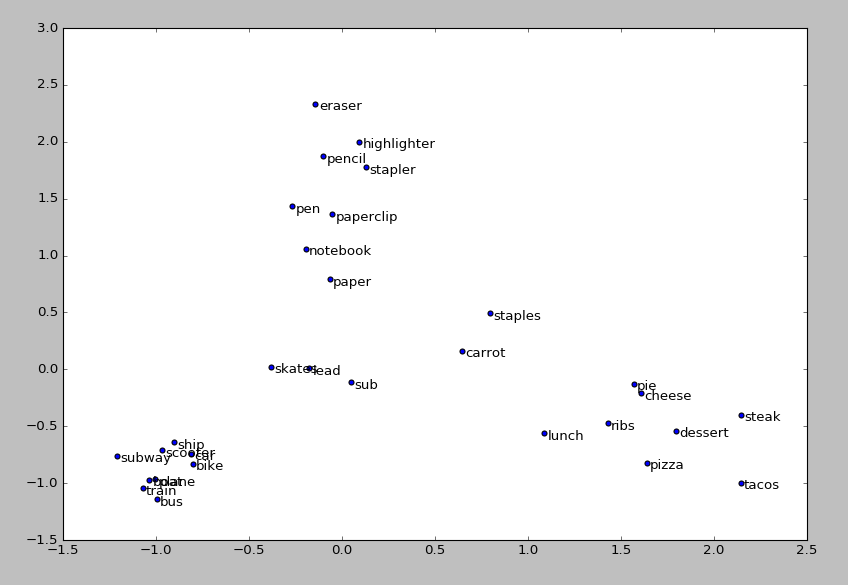 3.0
2.5
2.0
1.5
1.0
0.5
0.0
−0.5
−1.0
−1.5
−1.5
−1.0
−0.5
0.0
0.5
1.0
1.5
2.0
2.5
eraser
highlighter
pencil
stapler
pen
paperclip
notebook
paper
staples
carrot
skates
lead
sub
pie
cheese
steak
ribs
dessert
lunch
pizza
tacos
ship
scooter
car
subway
bike
boat
plane
train
bus